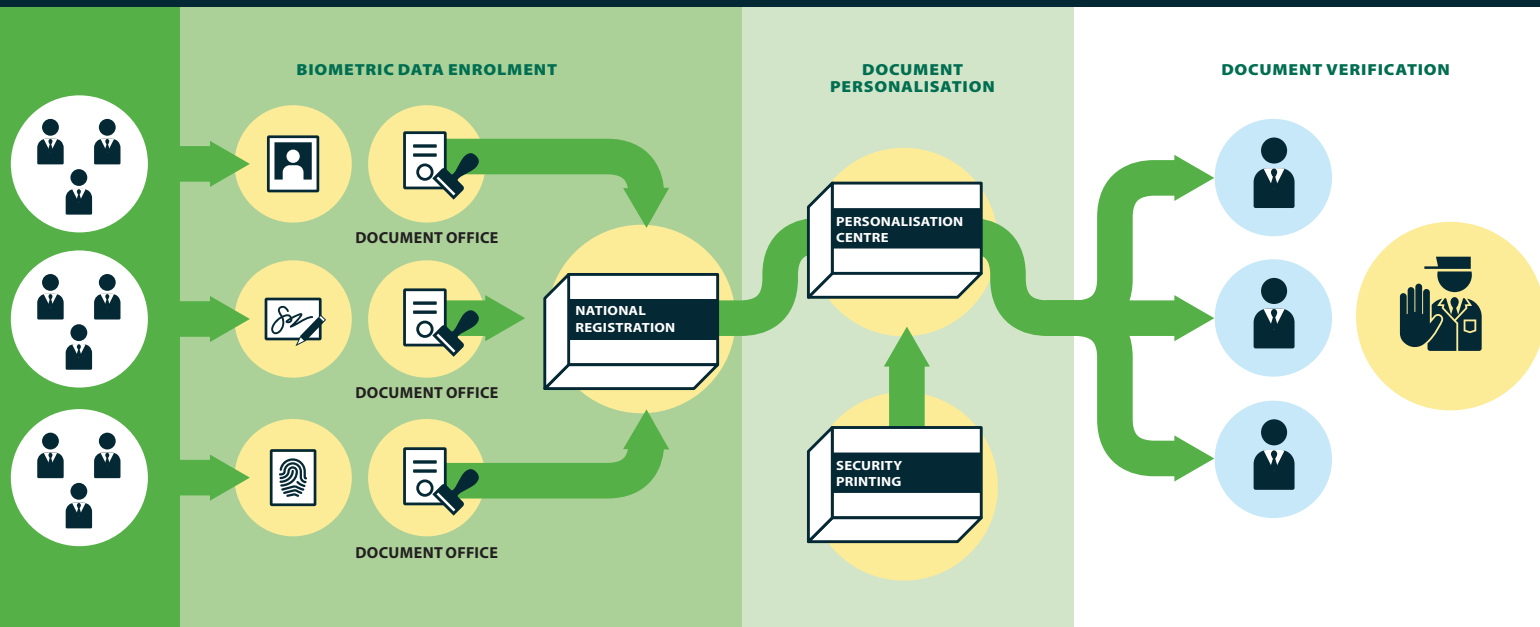 BIOMETRIC DATA ENROLMENT
DOCUMENT
PERSONALISATION
DOCUMENT VERIFICATION
DOCUMENT OFFICE
DOCUMENT OFFICE
DOCUMENT OFFICE
NATIONAL
REGISTRATION
PERSONALISATION
CENTRE
SECURITY
PRINTING